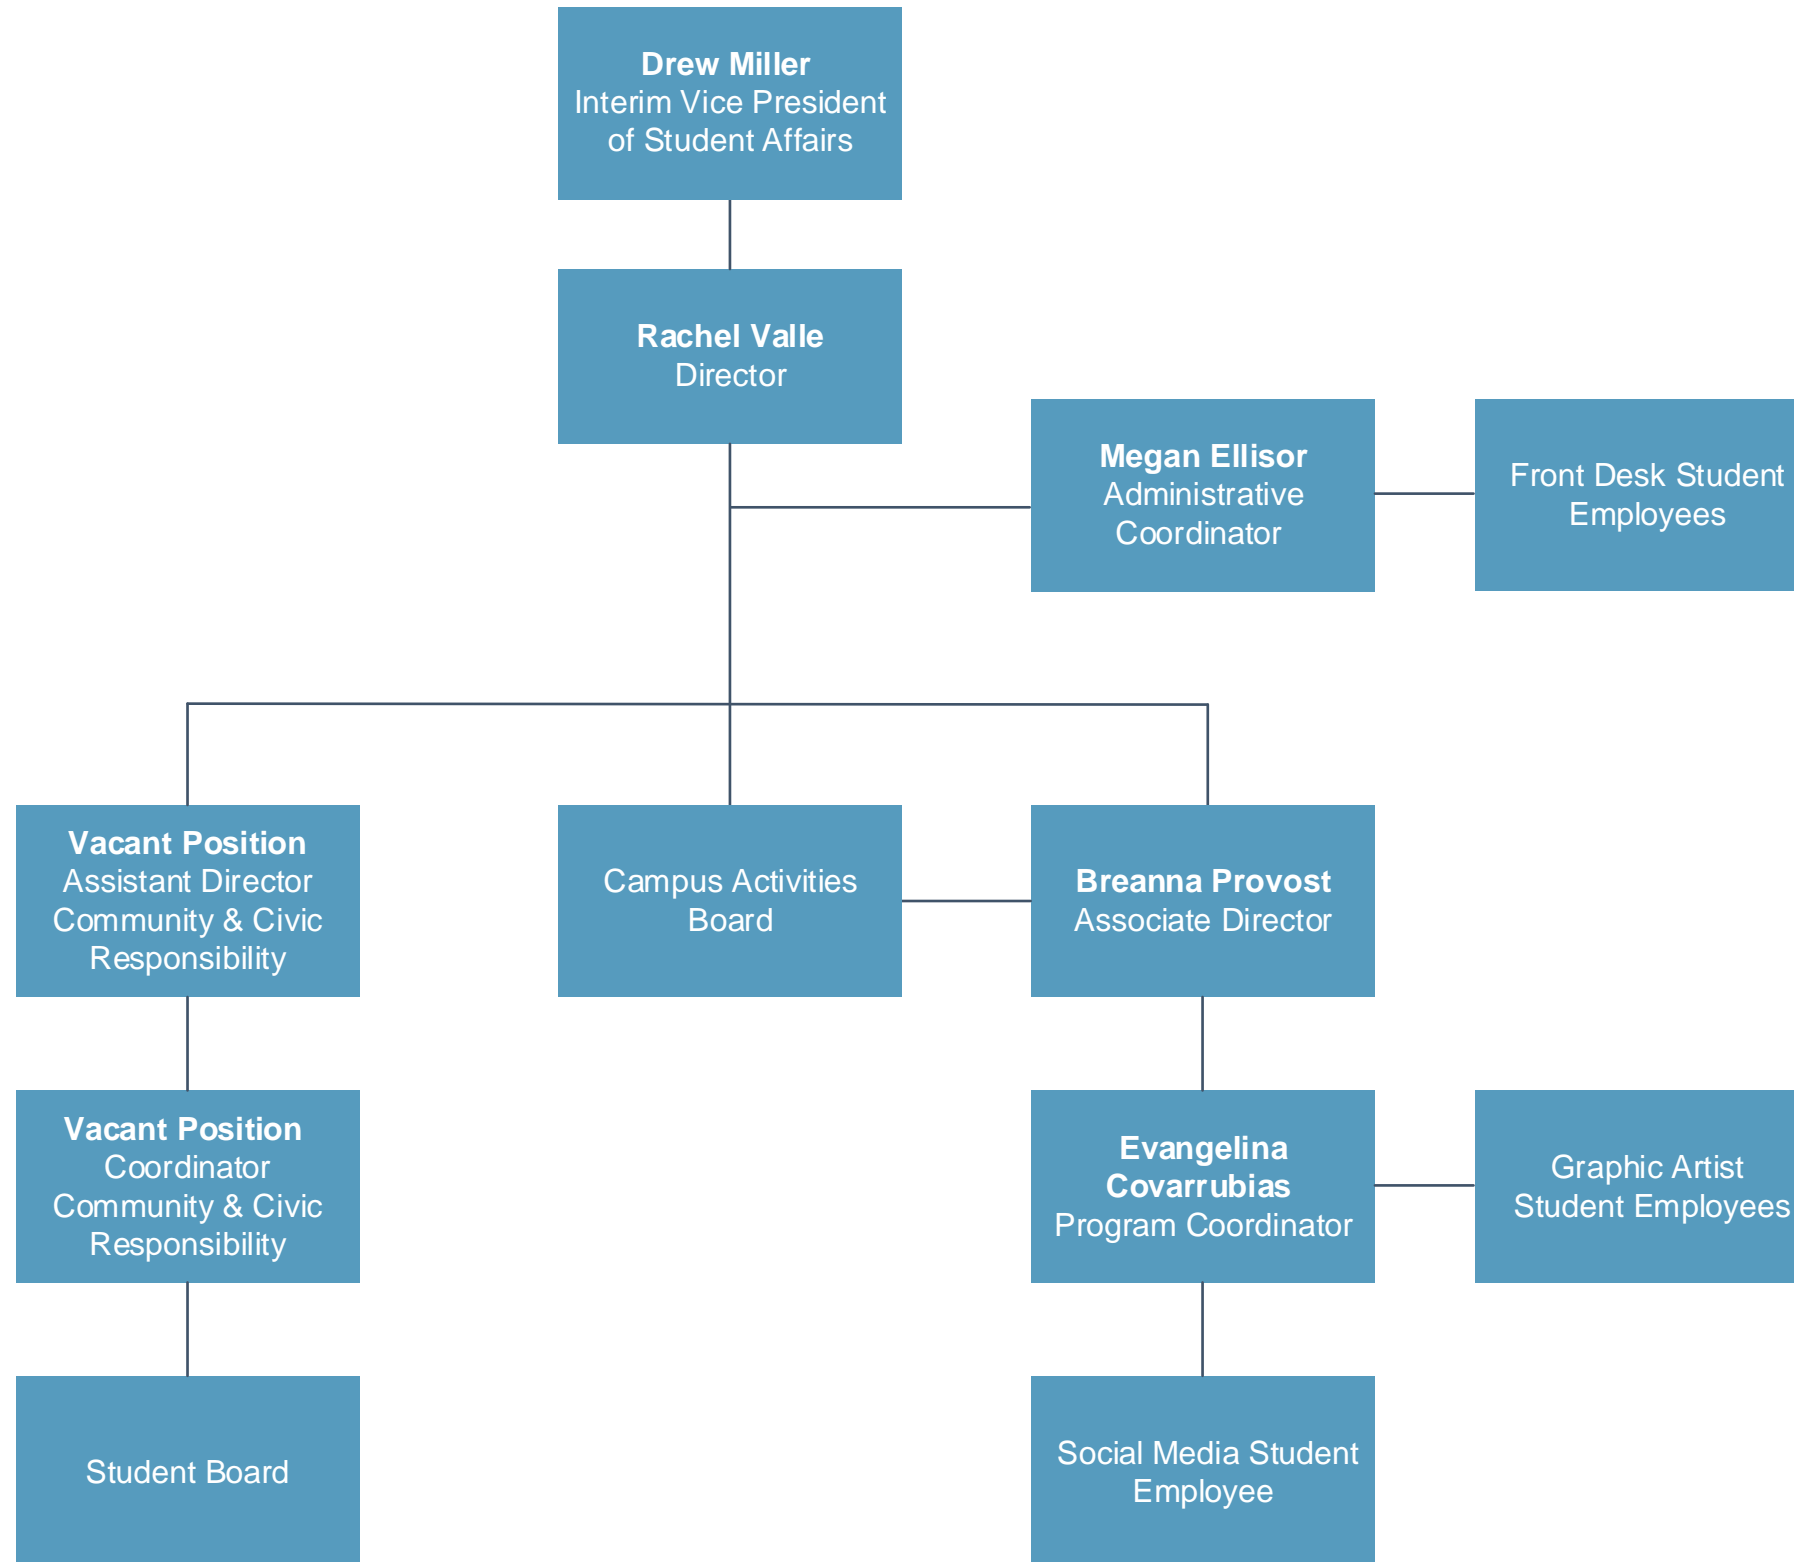 Drew Miller
Interim Vice President
of Student Affairs
Rachel Valle
Director
Megan Ellisor
Administrative
Coordinator
Front Desk Student
Employees
Vacant Position
Assistant Director
Community & Civic
Responsibility
Campus Activities
Board
Breanna Provost
Associate Director
Vacant Position
Coordinator
Community & Civic
Responsibility
Evangelina
Covarrubias
Program Coordinator
Graphic Artist
Student Employees
Student Board
Social Media Student
Employee